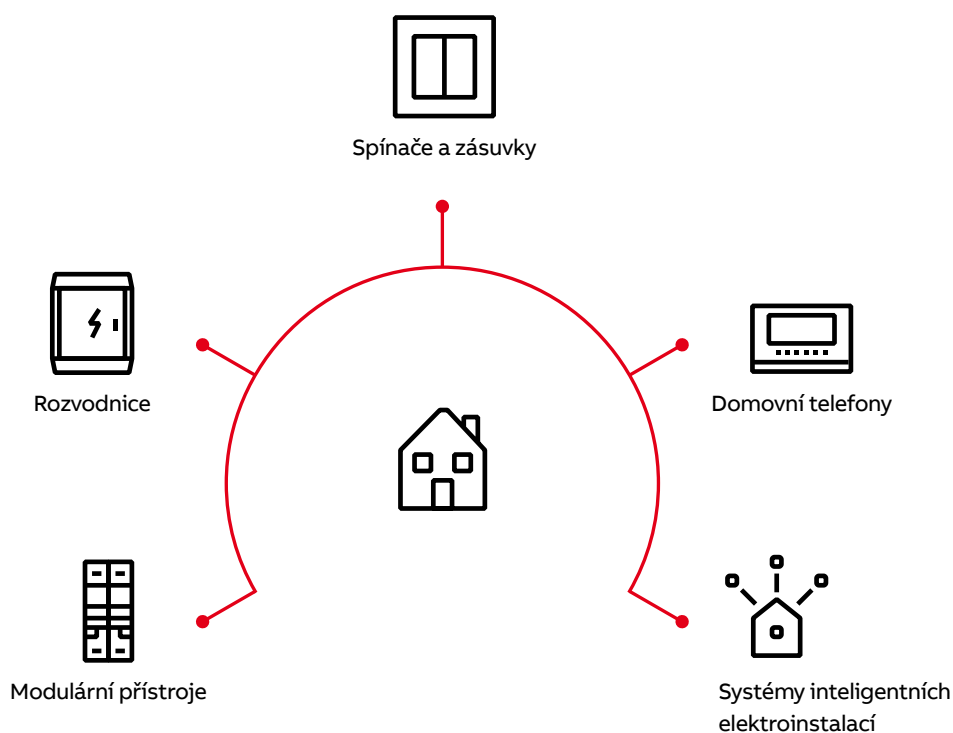 Spínače a zásuvky
Rozvodnice
Domovní telefony
Modulární přístroje
Systémy inteligentních
elektroinstalací